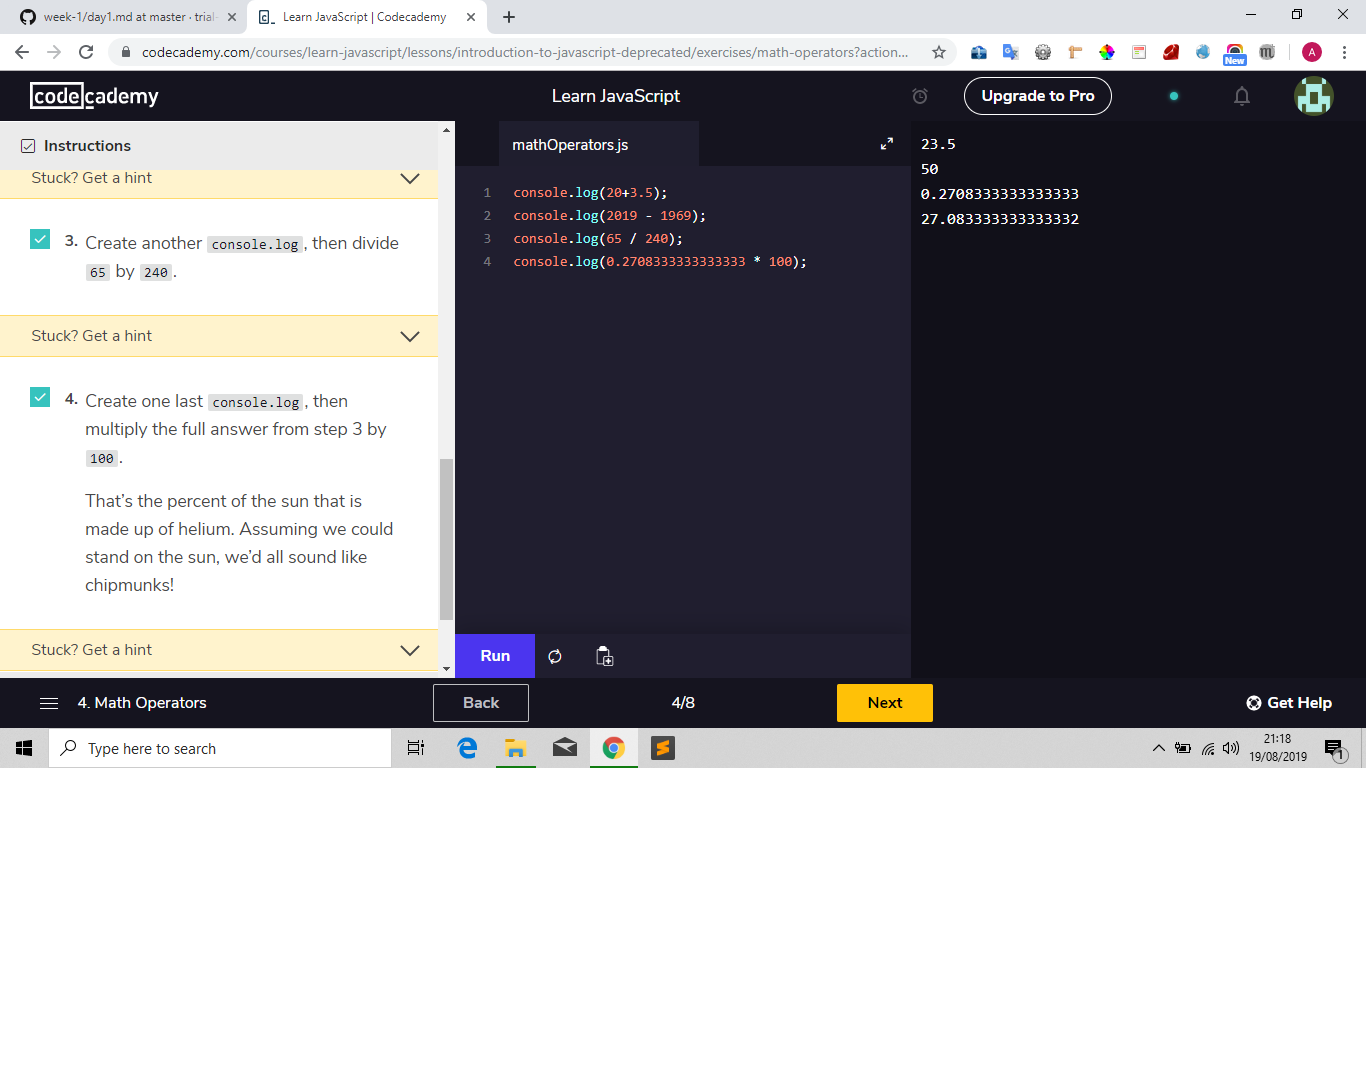 week-1/day1.md at master · trial-
Learn JavaScript | Codecademy
codecademy.com/courses/learn-javascript/lessons/introduction-to-javascript-deprecated/exercises/math-operators?action...
New
m
A
codecademy
Learn JavaScript
Upgrade to Pro
Instructions
Stuck? Get a hint
3. Create another console.log, then divide
65 by 240.
Stuck? Get a hint
4. Create one last console.log, then
multiply the full answer from step 3 by
100.
That's the percent of the sun that is
made up of helium. Assuming we could
stand on the sun, we'd all sound like
chipmunks!
Stuck? Get a hint
mathOperators.js
1 console.log(20+3.5);
2 console.log(2019 - 1969);
3 console.log(65 / 240);
4 console.log(0.2708333333333333 * 100);
23.5
50
0.2708333333333333
27.083333333333332
Run
4. Math Operators
Back
4/8
Next
Get Help
Type here to search
21:18
19/08/2019
1